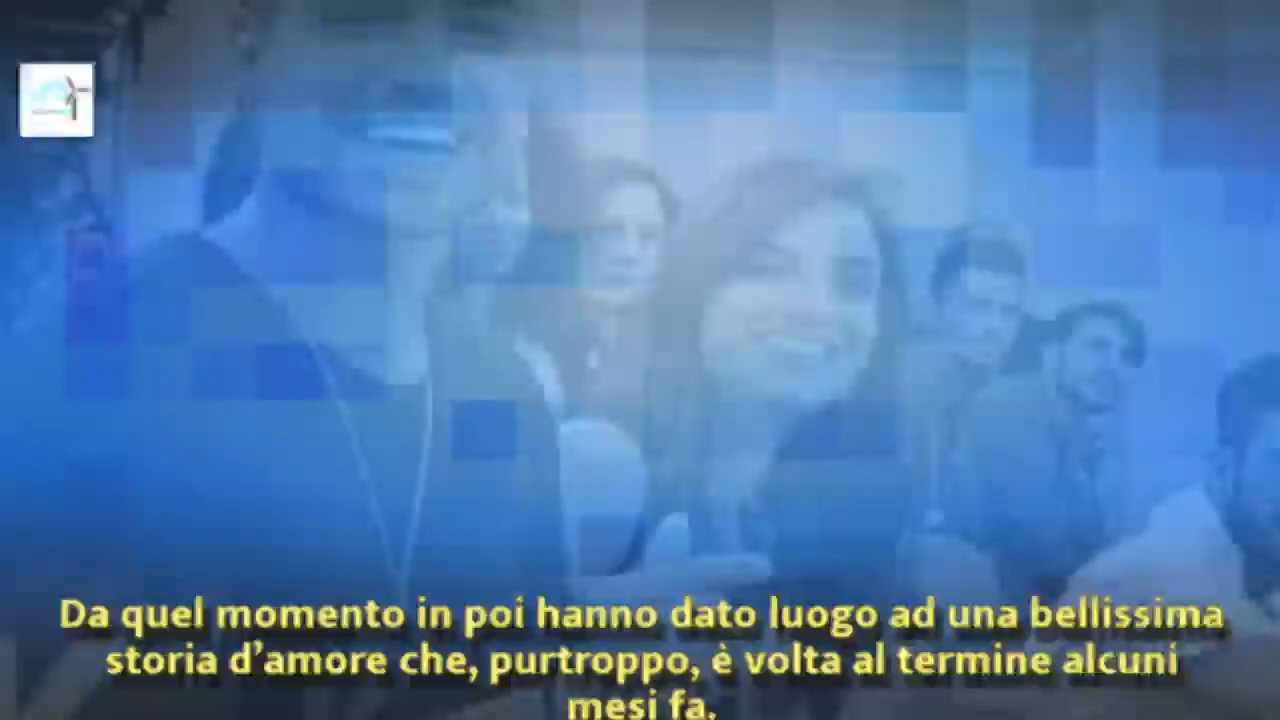 Da quel momento in poi hanno dato luogo ad una bellissima
storia d’amore che, purtroppo, è volta al termine alcuni
mesi fa.